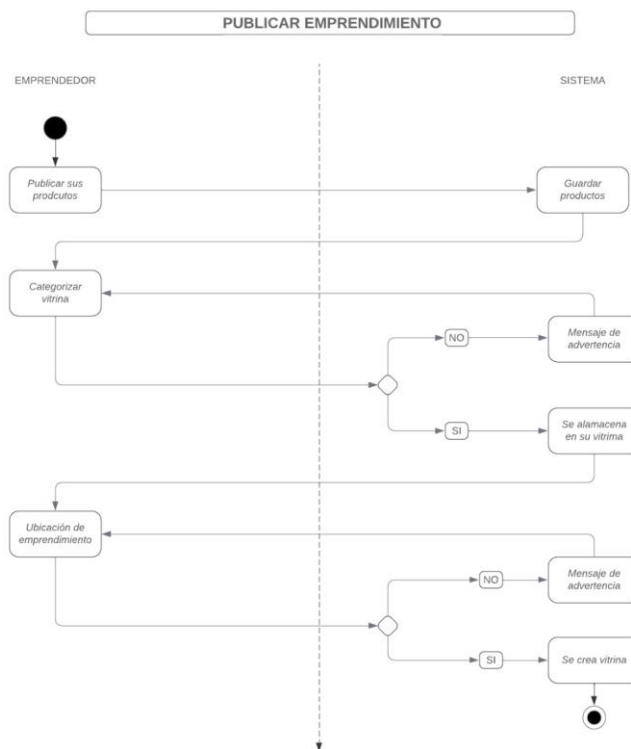 PUBLICAR EMPRENDIMIENTO
EMPRENDEDOR
SISTEMA
Publicar sus
prodcutos
Guardar
productos
Categorizar
vitrina
NO
Mensaje de
advertencia
SI
Se alamacena
en su vitrima
Ubicación de
emprendimiento
NO
Mensaje de
advertencia
SI
Se crea vitrina